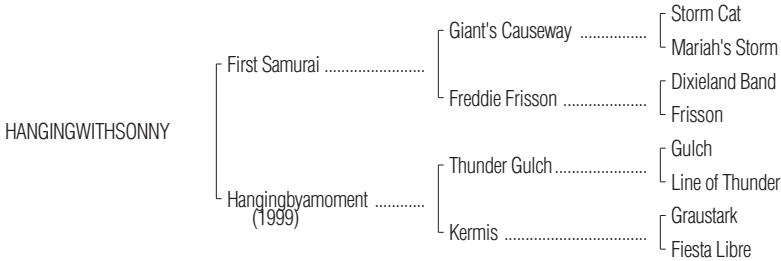 Storm Cat
Giant's Causeway ................
Mariah's Storm
First Samurai ........................
Dixieland Band
Freddie Frisson ....................
Frisson
HANGINGWITHSONNY
Gulch
Thunder Gulch ......................
Line of Thunder
Hangingbyamoment ............
(1999)
Graustark
Kermis ..................................
Fiesta Libre